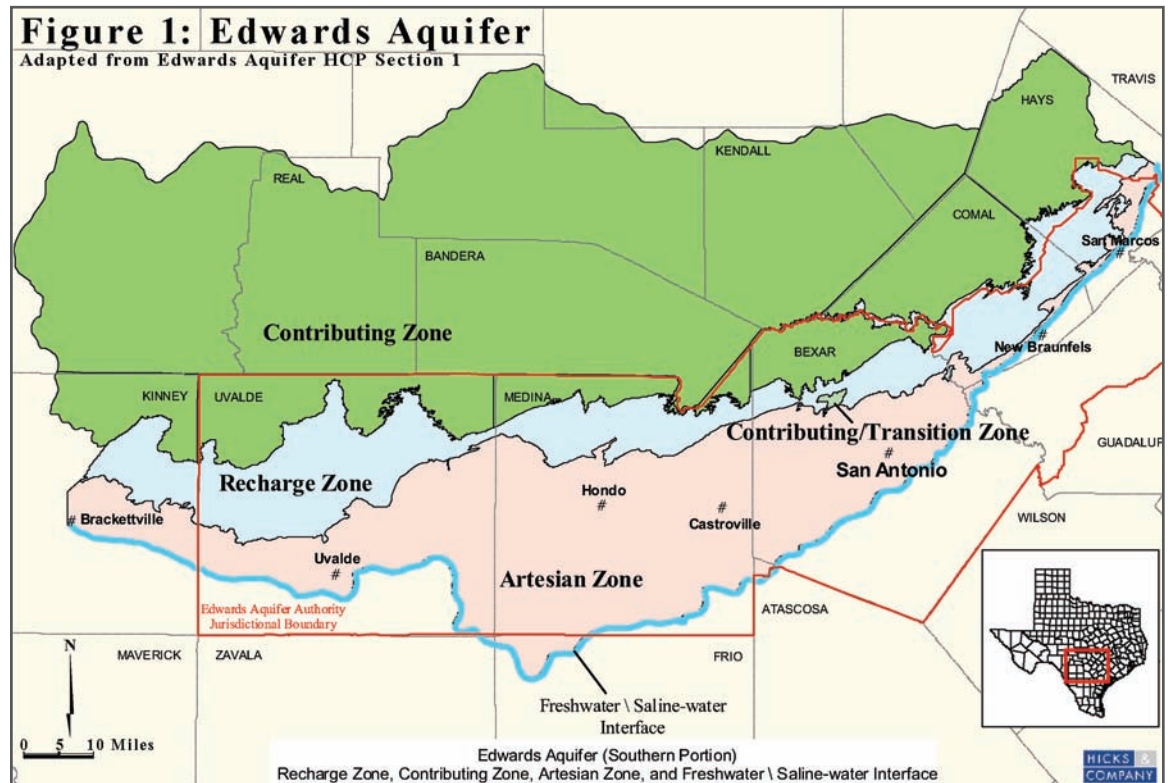 Figure 1: Edwards Aquifer
Adapted from Edwards Aquifer HCP Section 1
TRAVIS
HAYS
KENDALL
REAL
COMAL
BANDERA
San Marcos
#
Contributing Zone
New Braunfels
#
BEXAR
KINNEY
UVALDE
MEDINA
Contributing/Transition Zone
GUADALUP
#
San Antonio
Recharge Zone
Hondo
#
#
Castroville
# Brackettville
WILSON
Uvalde
#
Artesian Zone
Edwards Aquifer Authority
Jurisdictional Boundary
ATASCOSA
N
MAVERICK
ZAVALA
FRIO
Freshwater \ Saline-water
Interface
0 5 10 Miles
Edwards Aquifer (Southern Portion)
Recharge Zone, Contributing Zone, Artesian Zone, and Freshwater \ Saline-water Interface
HICKS &
COMPANY